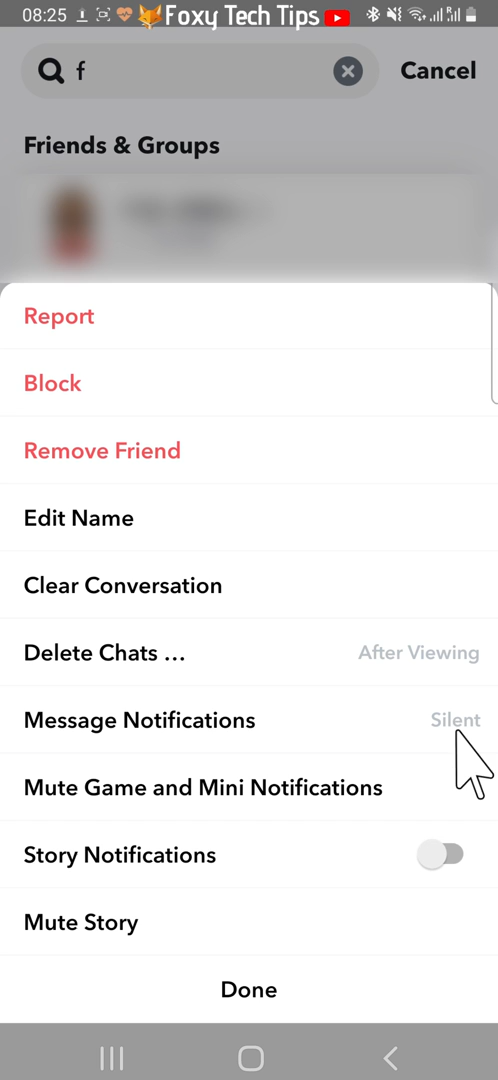 08:25 Foxy Tech Tips
f Cancel
Friends & Groups
Report
Block
Remove Friend
Edit Name
Clear Conversation
Delete Chats ... After Viewing
Message Notifications Silent
Mute Game and Mini Notifications
Story Notifications
Mute Story
Done